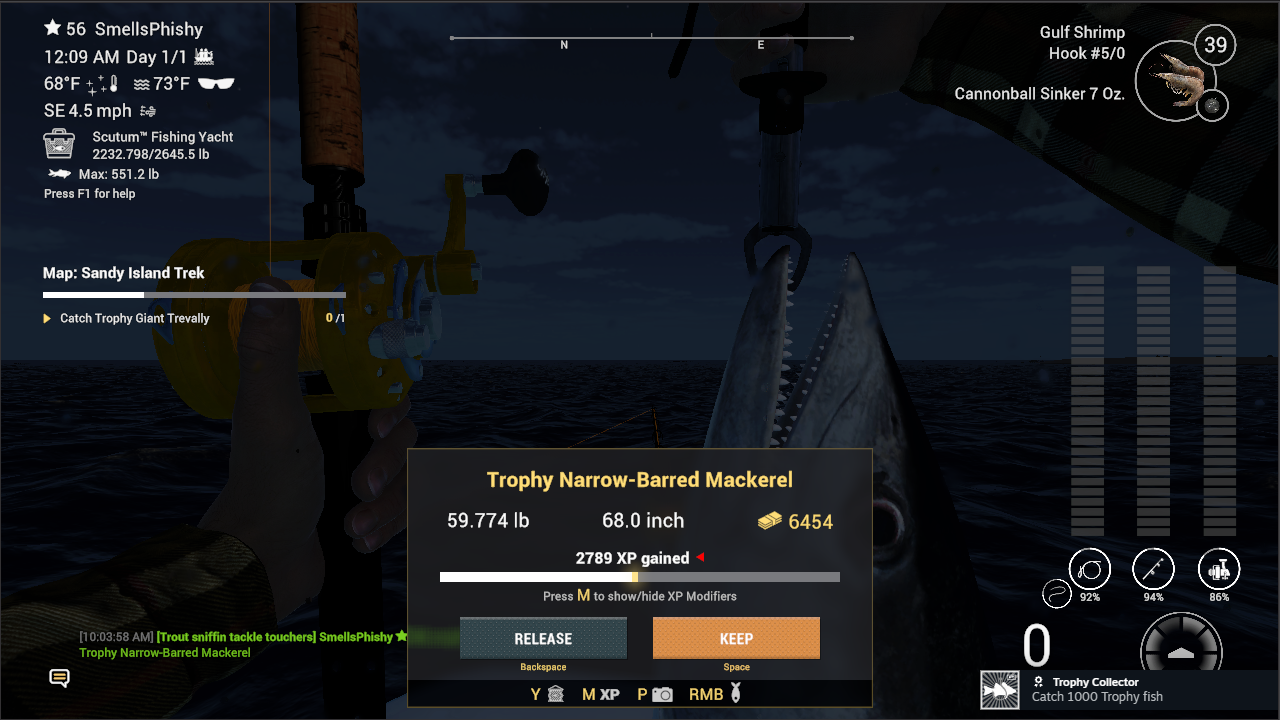 56 SmellsPhishy
12:09 AM Day 1/1
68°F 73°F
SE 4.5 mph
Scutum™ Fishing Yacht
2232.798/2645.5 lb
Max: 551.2 lb
Press F1 for help
N E
Gulf Shrimp
Hook #5/0
39
Cannonball Sinker 7 Oz.
Map: Sandy Island Trek
Catch Trophy Giant Trevally 0 /1
Trophy Narrow-Barred Mackerel
59.774 lb 68.0 inch 6454
2789 XP gained
Press M to show/hide XP Modifiers
RELEASE KEEP
Backspace Space
Y M XP P RMB
[10:03:58 AM] [Trout sniffin tackle touchers] SmellsPhishy
Trophy Narrow-Barred Mackerel
92% 94% 86%
0
Trophy Collector
Catch 1000 Trophy fish